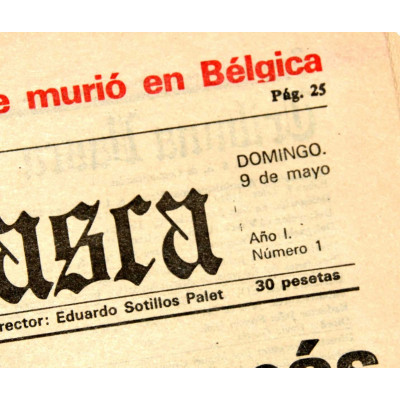 e murió en Bélgica
Pág. 25
DOMINGO.
9 de mayo
asca
Año I.
Número 1
rector: Eduardo Sotillos Palet
30 pesetas